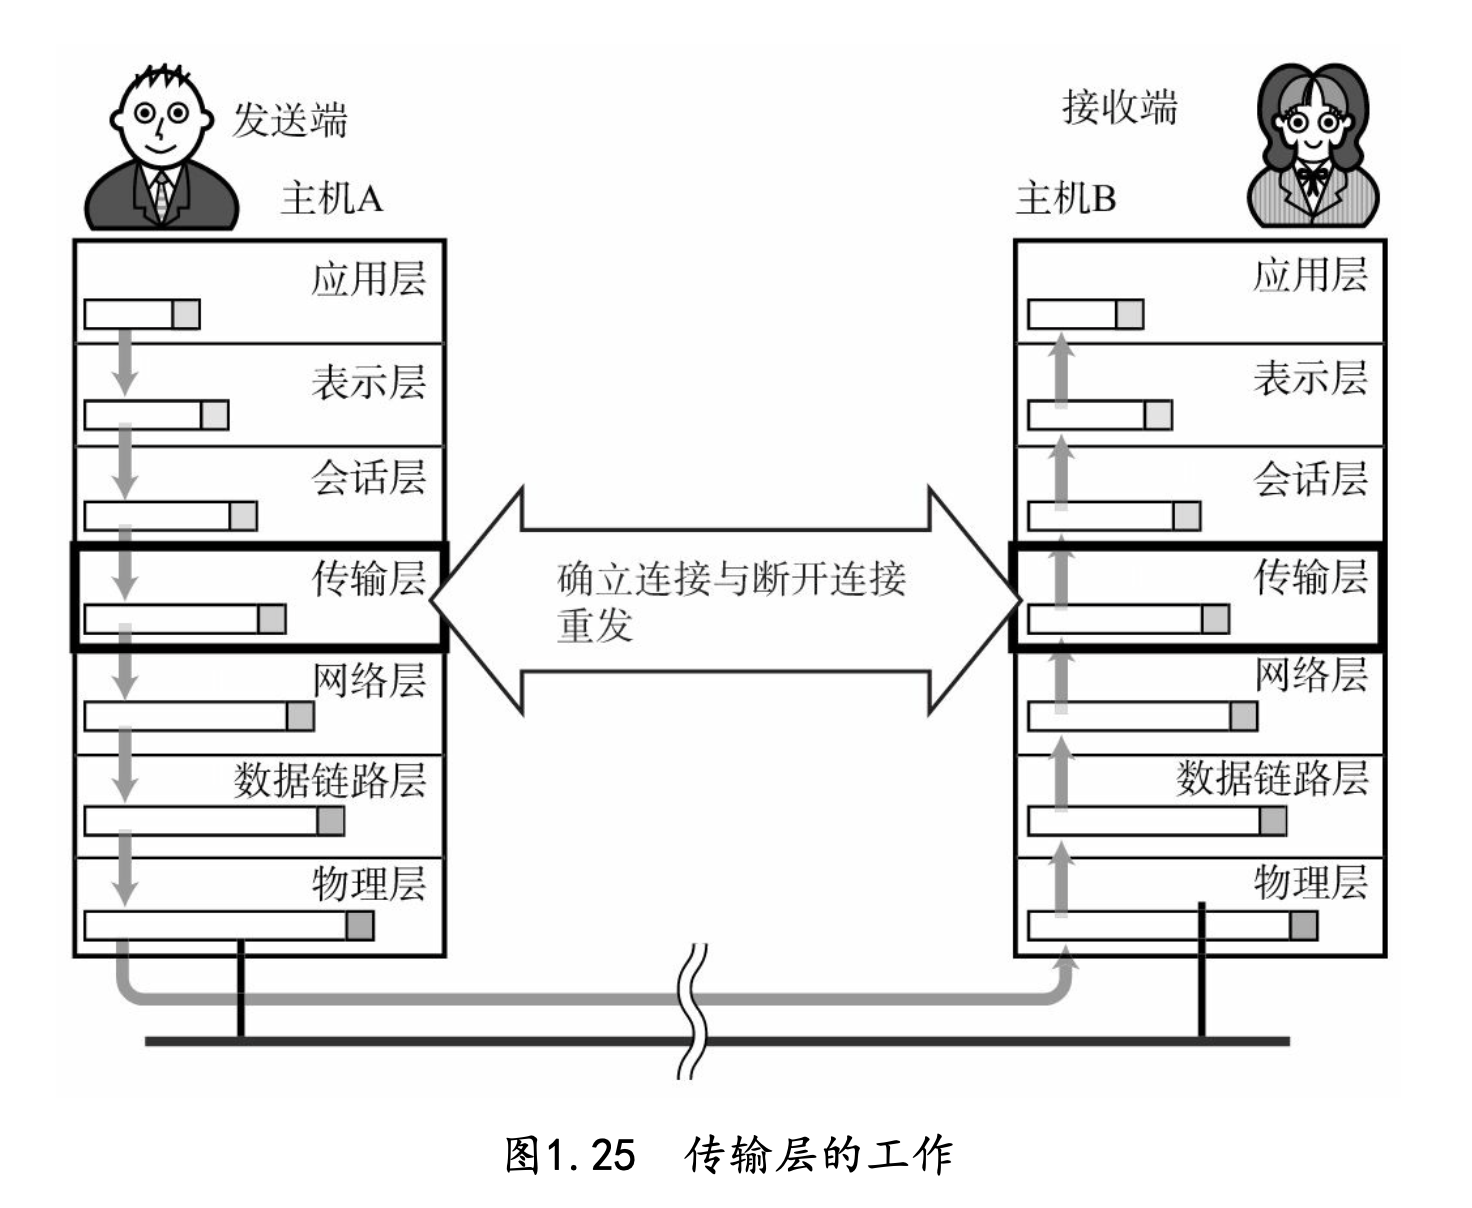 发送端
主机A
接收端
主机B
应用层
表示层
会话层
传输层
网络层
数据链路层
物理层
确立连接与断开连接
重发
应用层
表示层
会话层
传输层
网络层
数据链路层
物理层
图1.25 传输层的工作